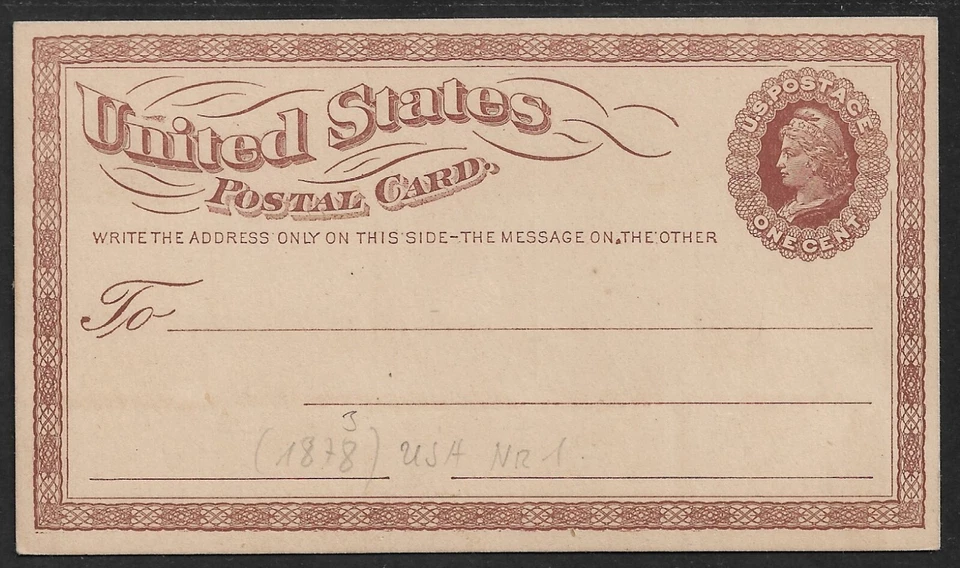 United States
POSTAL CARD.
U.S. POSTAGE
ONE CENT
WRITE THE ADDRESS ONLY ON THIS SIDE–THE MESSAGE ON THE OTHER
To
3
(1878) USA NR 1